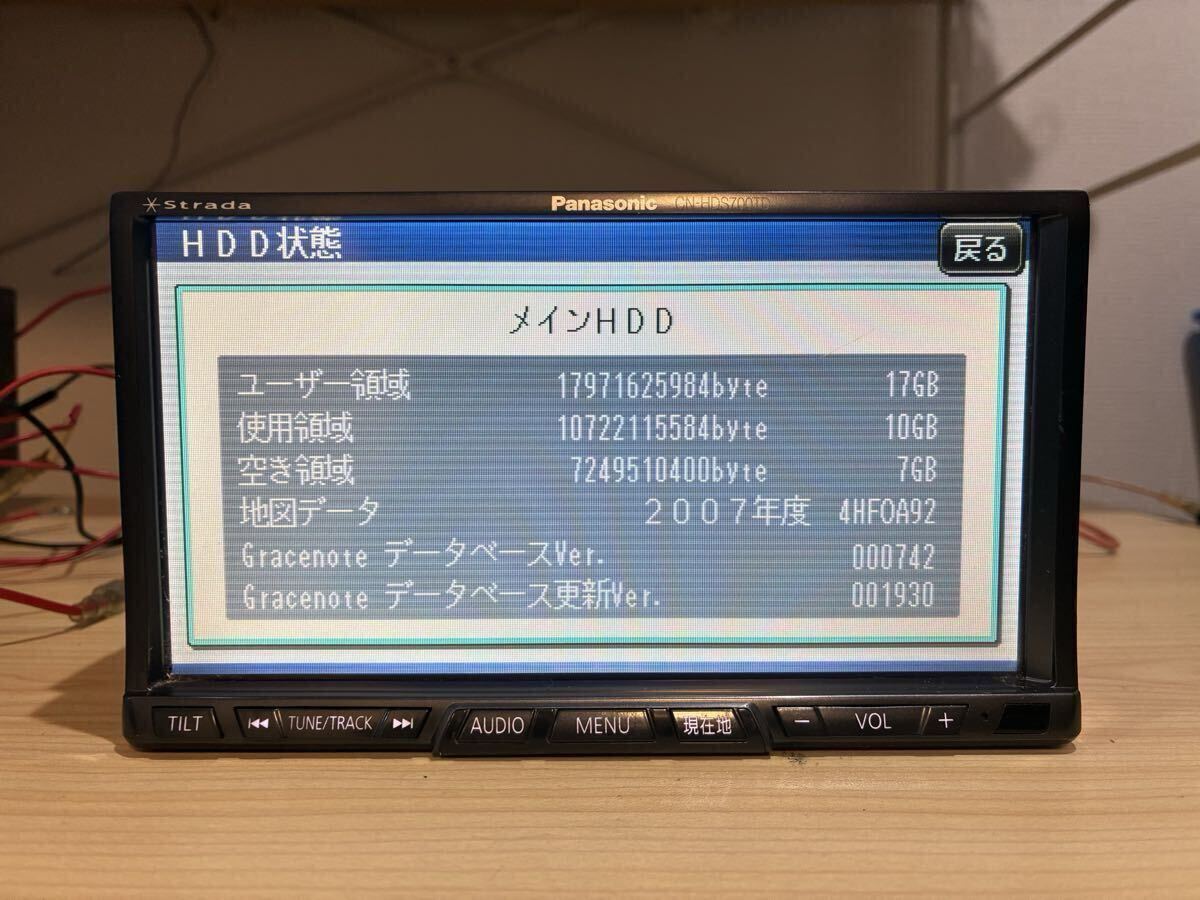 Strada Panasonic CN-HDS700TD
HDD状態 戻る
メインHDD
ユーザー領域 17971625984byte 17GB
使用領域 10722115584byte 10GB
空き領域 7249510400byte 7GB
地図データ 2007年度 4HF0A92
Gracenote データベースVer. 000742
Gracenote データベース更新Ver. 001930
TILT TUNE/TRACK AUDIO MENU 現在地 − VOL +